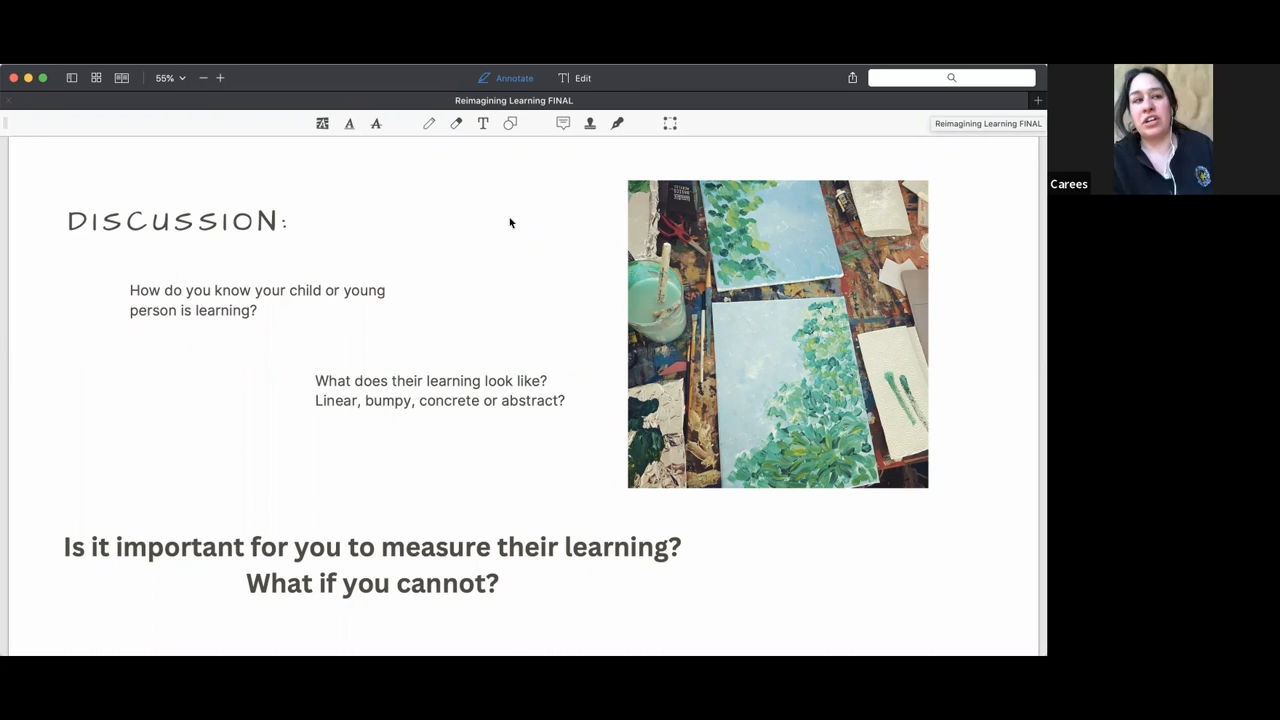 55%
Annotate
Edit
Reimagining Learning FINAL
Reimagining Learning FINAL
Carees
DISCUSSION:
How do you know your child or young
person is learning?
What does their learning look like?
Linear, bumpy, concrete or abstract?
Is it important for you to measure their learning?
What if you cannot?